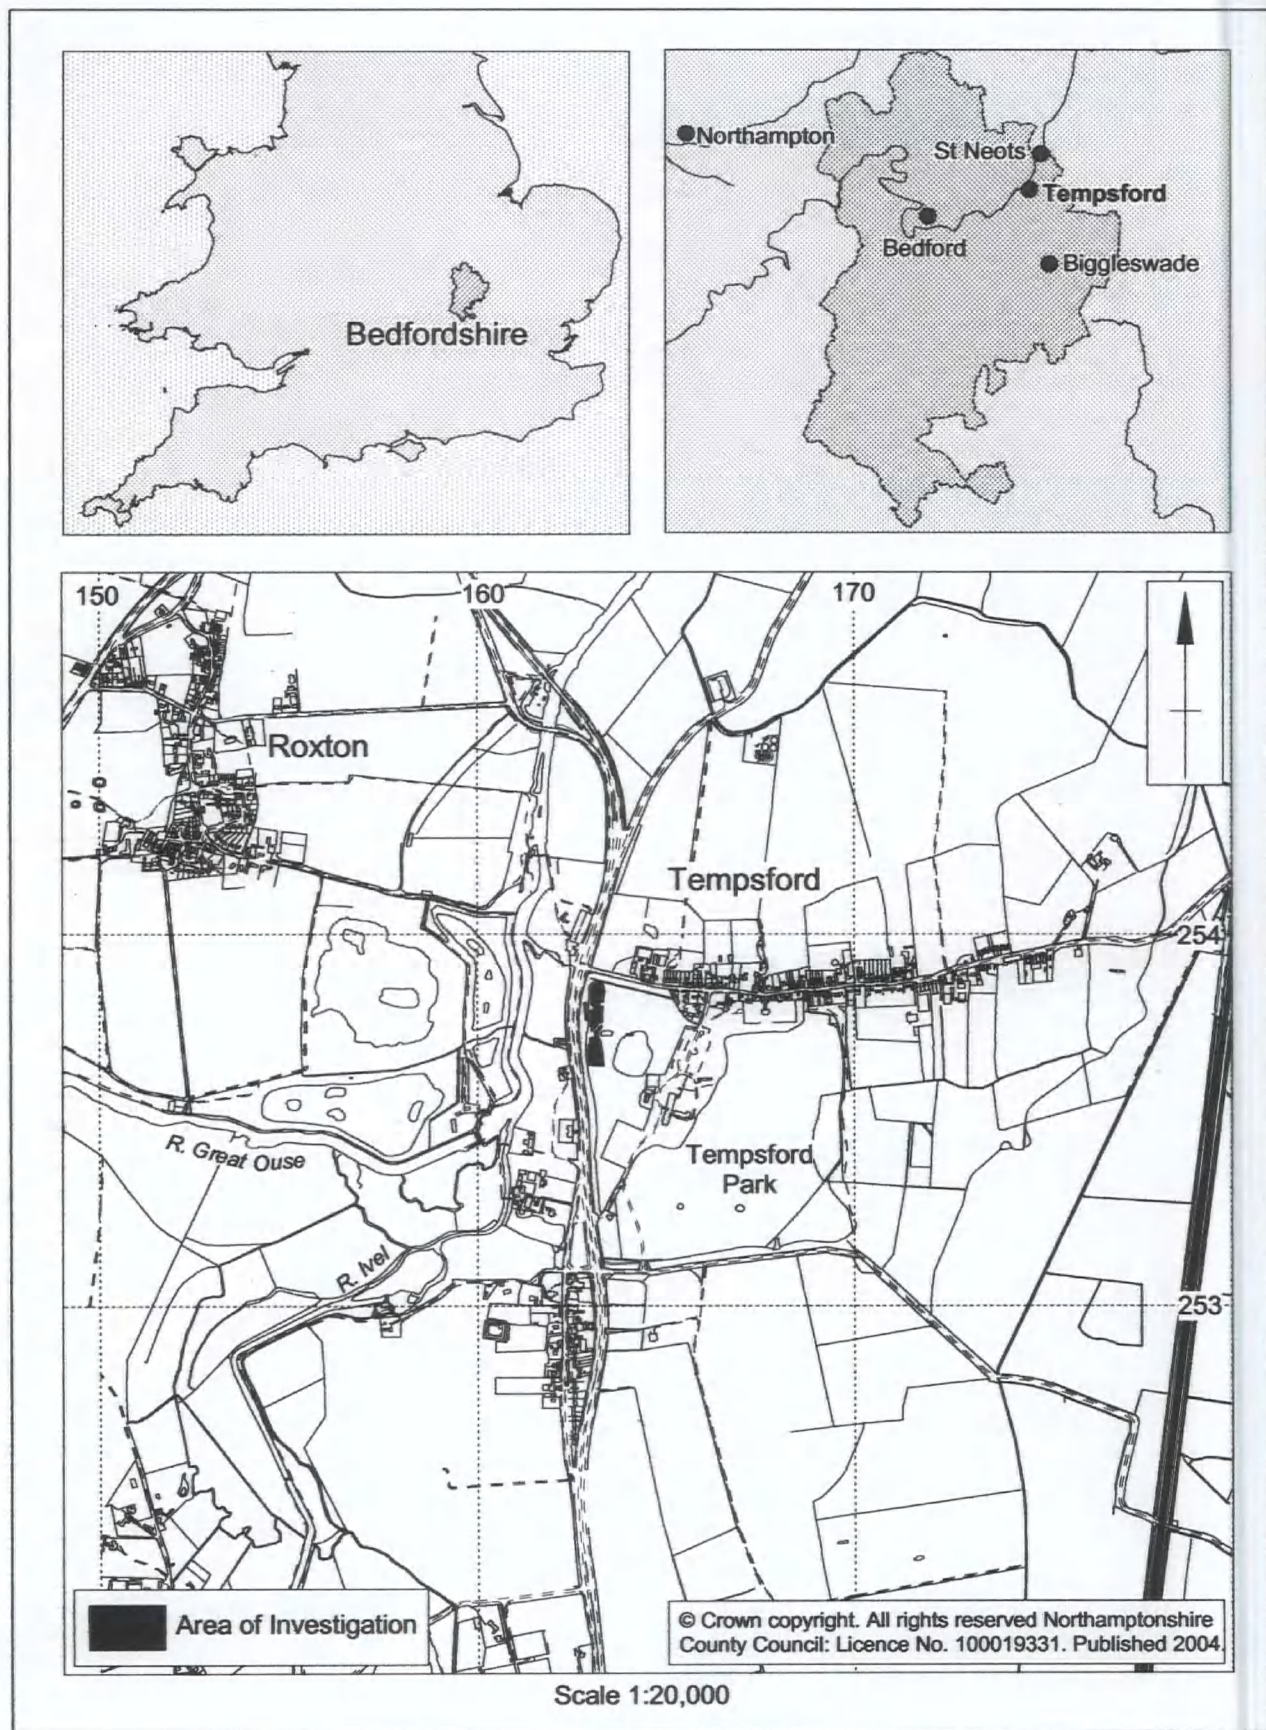 Bedfordshire
Northampton
St Neots
Tempsford
Bedford
Biggleswade
150
160
170
Roxton
Tempsford
254
R. Great Ouse
Tempsford
Park
R. Ivel
253
Area of Investigation
© Crown copyright. All rights reserved Northamptonshire
County Council: Licence No. 100019331. Published 2004.
Scale 1:20,000